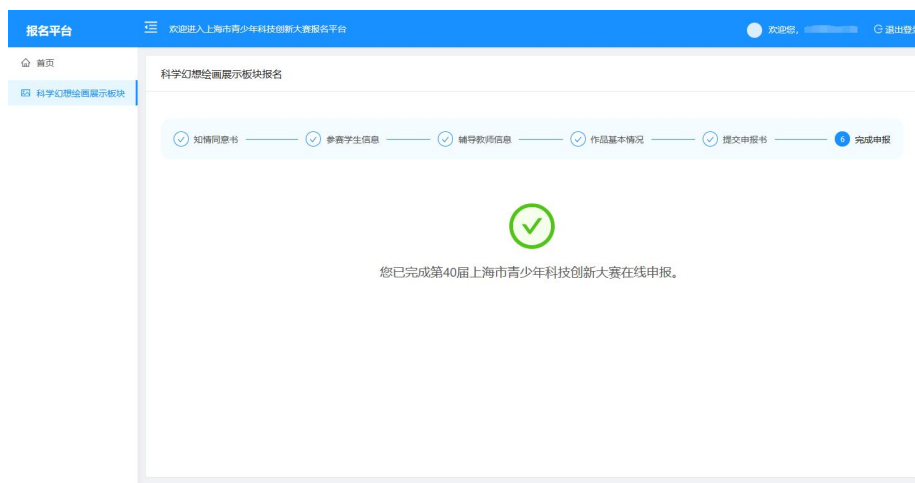 报名平台
欢迎进入上海市青少年科技创新大赛报名平台
欢迎您,
退出登
首页
科学幻想绘画展示板块
科学幻想绘画展示板块报名
知情同意书
参赛学生信息
辅导教师信息
作品基本情况
提交申报书
6 完成申报
您已完成第40届上海市青少年科技创新大赛在线申报。